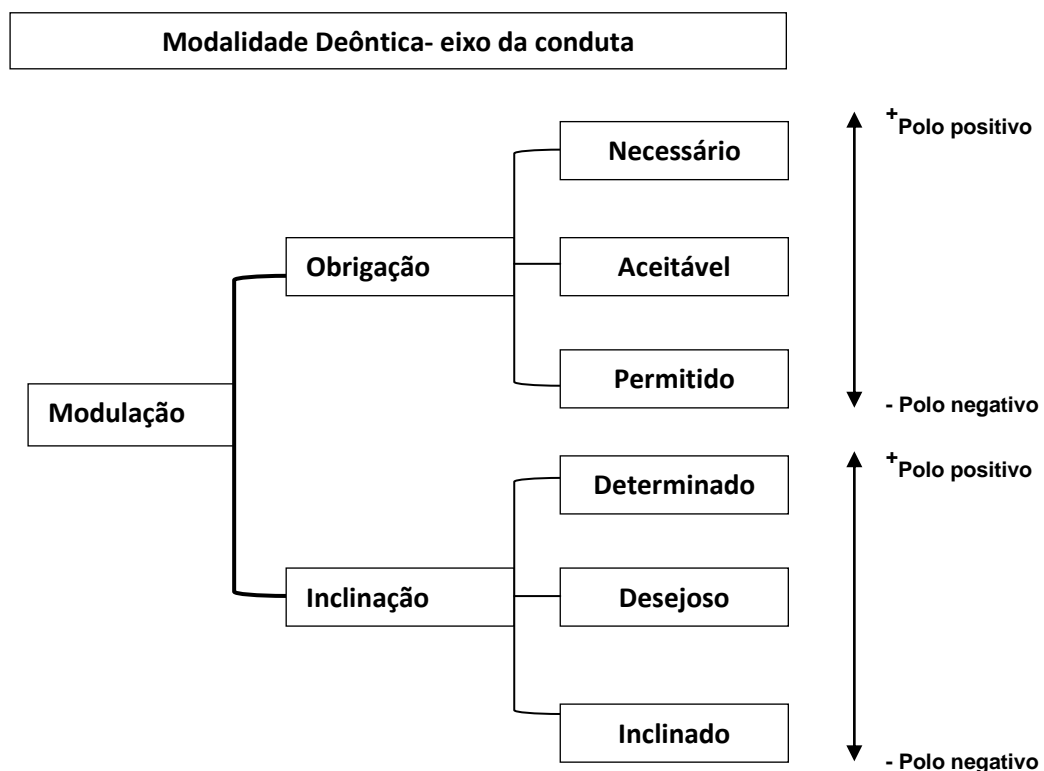 Modalidade Deôntica- eixo da conduta
+Polo positivo
Necessário
Obrigação
Aceitável
Permitido
- Polo negativo
Modulação
+Polo positivo
Determinado
Inclinação
Desejoso
Inclinado
- Polo negativo